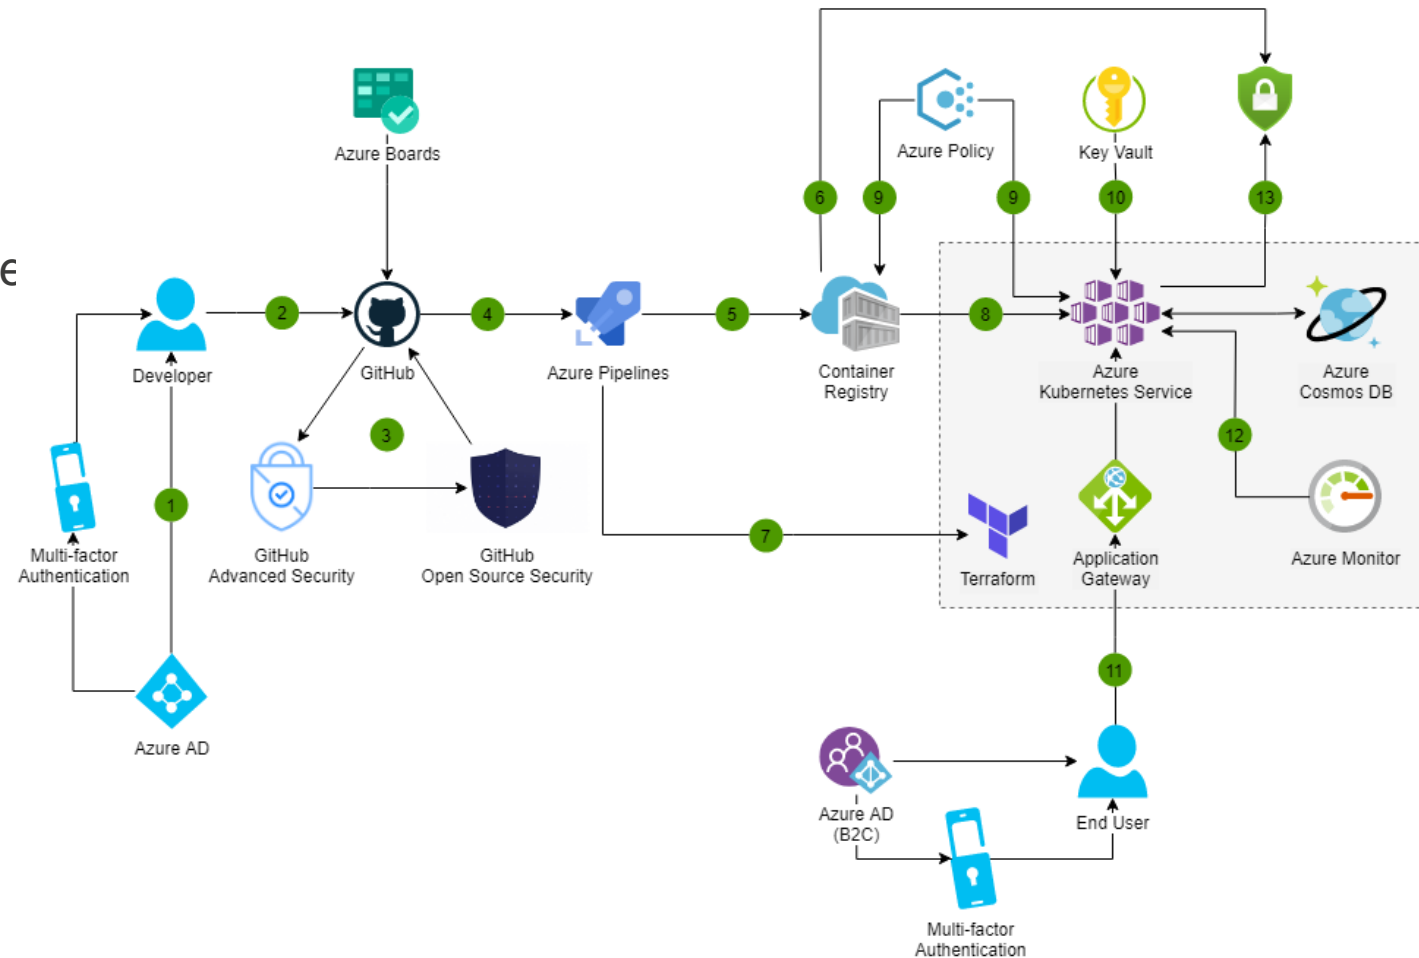 Azure Boards
Azure Policy
Key Vault
6
9
9
10
13
e
2
4
5
8
Developer
GitHub
Azure Pipelines
Container
Registry
Azure
Kubernetes Service
Azure
Cosmos DB
3
12
1
7
Multi-factor
Authentication
GitHub
Advanced Security
GitHub
Open Source Security
Terraform
Application
Gateway
Azure Monitor
11
Azure AD
Azure AD
(B2C)
End User
Multi-factor
Authentication